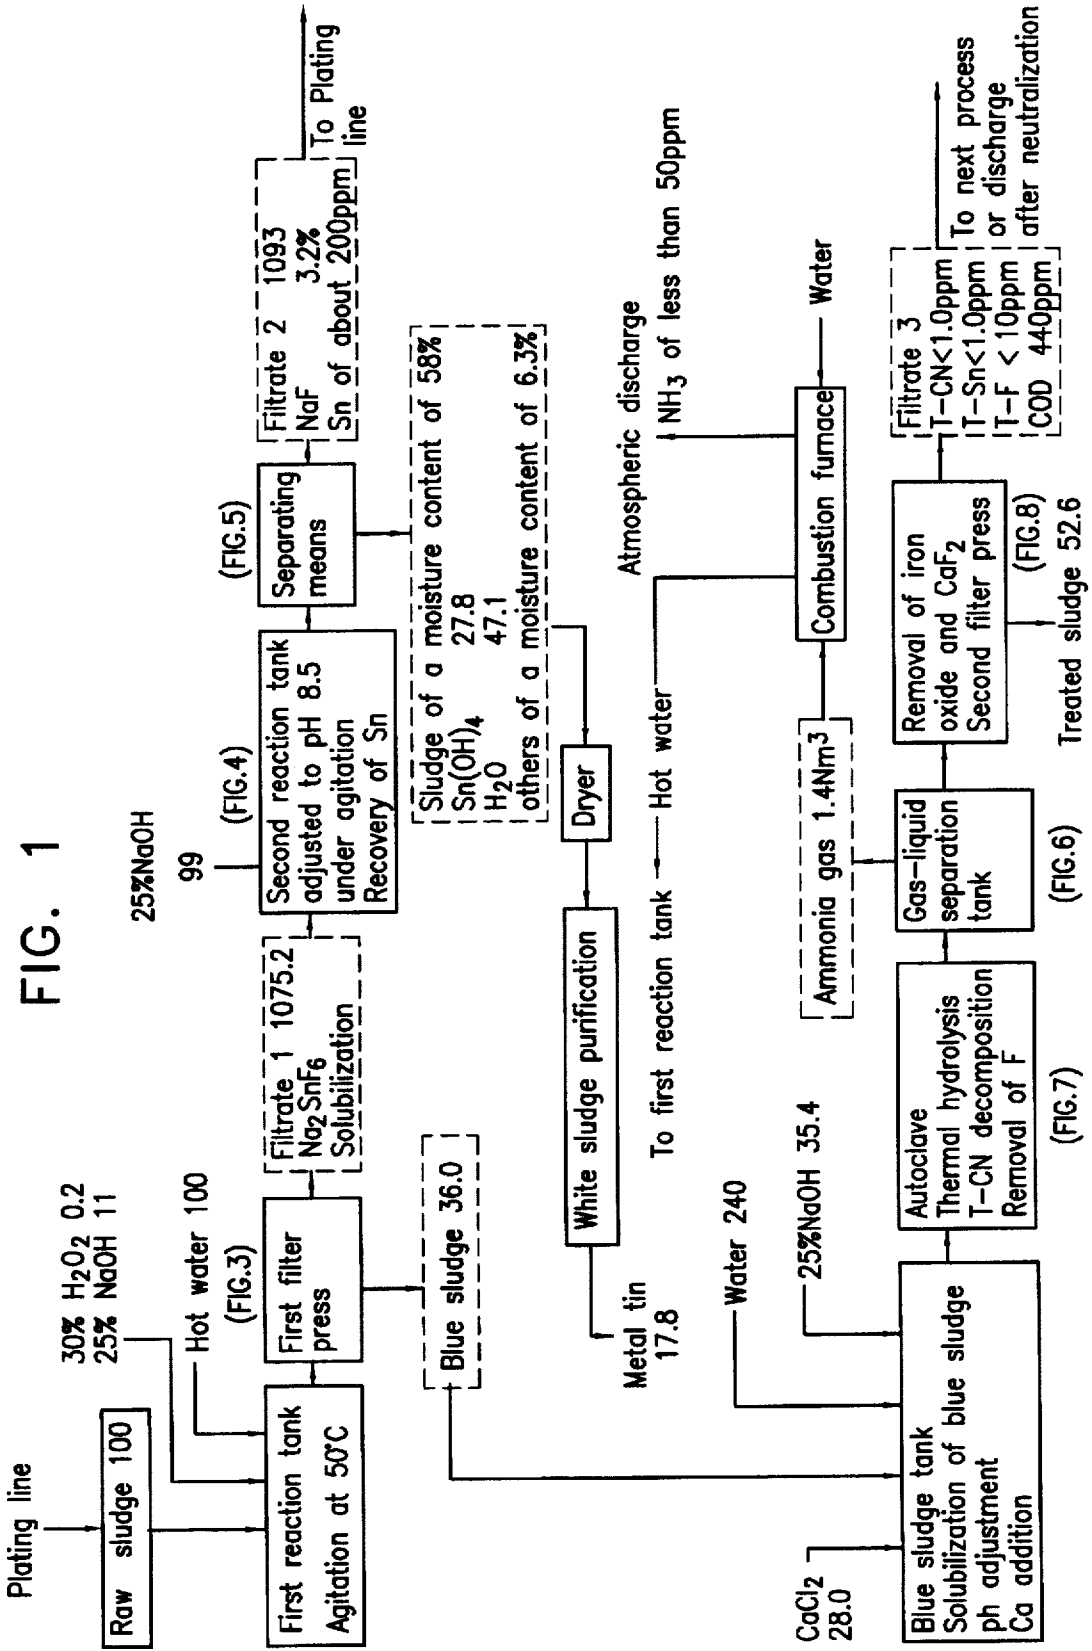 FIG. 1
Plating line
Raw sludge 100
30% H2O2 0.2
25% NaOH 11
Hot water 100
First reaction tank
Agitation at 50°C
(FIG.3)
First filter
press
Filtrate 1 1075.2
Na2SnF6
Solubilization
25%NaOH
99
(FIG.4)
Second reaction tank
adjusted to pH 8.5
under agitation
Recovery of Sn
(FIG.5)
Separating
means
Filtrate 2 1093
NaF 3.2%
Sn of about 200ppm
To Plating
line
Blue sludge 36.0
Sludge of a moisture content of 58%
Sn(OH)4 27.8
H2O 47.1
others of a moisture content of 6.3%
Dryer
White sludge purification
Metal tin
17.8
To first reaction tank
Hot water
Atmospheric discharge
NH3 of less than 50ppm
Combustion furnace
Water
Ammonia gas 1.4Nm3
CaCl2
28.0
Water 240
25%NaOH 35.4
Blue sludge tank
Solubilization of blue sludge
ph adjustment
Ca addition
Autoclave
Thermal hydrolysis
T-CN decomposition
Removal of F
(FIG.7)
Gas-liquid
separation
tank
(FIG.6)
Removal of iron
oxide and CaF2
Second filter press
(FIG.8)
Treated sludge 52.6
Filtrate 3
T-CN<1.0ppm
T-Sn<1.0ppm
T-F < 10ppm
COD 440ppm
To next process
or discharge
after neutralization